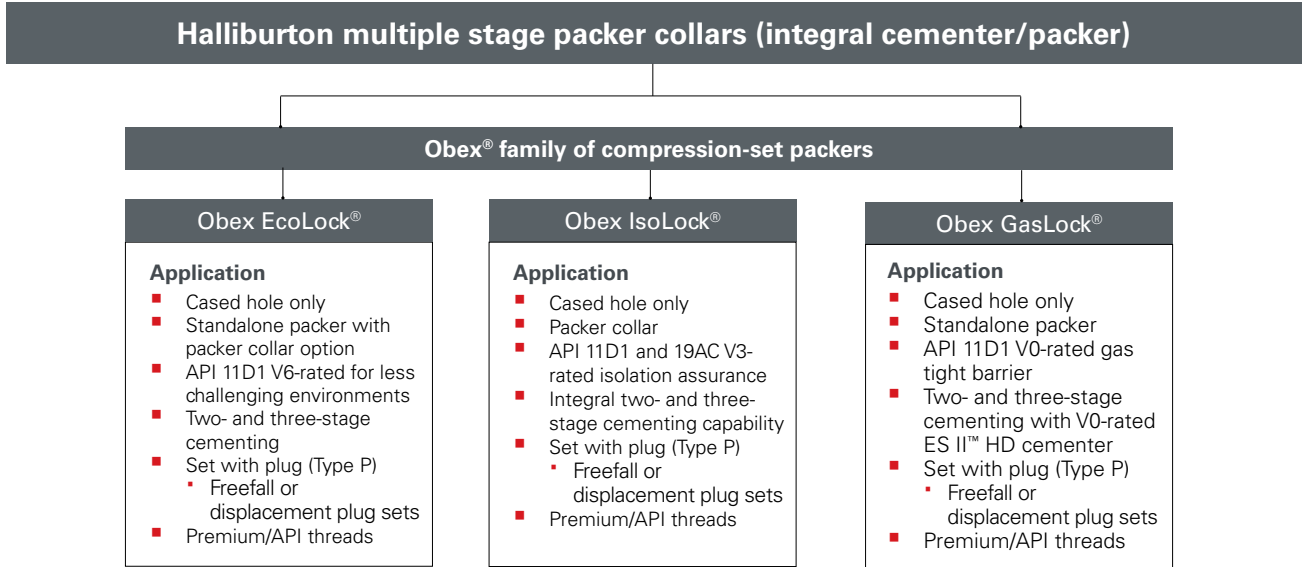 Halliburton multiple stage packer collars (integral cementer/packer)
Obex® family of compression-set packers
Obex EcoLock®
Application
Cased hole only
Standalone packer with
packer collar option
API 11D1 V6-rated for less
challenging environments
Two- and three-stage
cementing
Set with plug (Type P)
Freefall or
displacement plug sets
Premium/API threads
Obex IsoLock®
Application
Cased hole only
Packer collar
API 11D1 and 19AC V3-
rated isolation assurance
Integral two- and three-
stage cementing capability
Set with plug (Type P)
Freefall or
displacement plug sets
Premium/API threads
Obex GasLock®
Application
Cased hole only
Standalone packer
API 11D1 V0-rated gas
tight barrier
Two- and three-stage
cementing with V0-rated
ES II™ HD cementer
Set with plug (Type P)
Freefall or
displacement plug sets
Premium/API threads